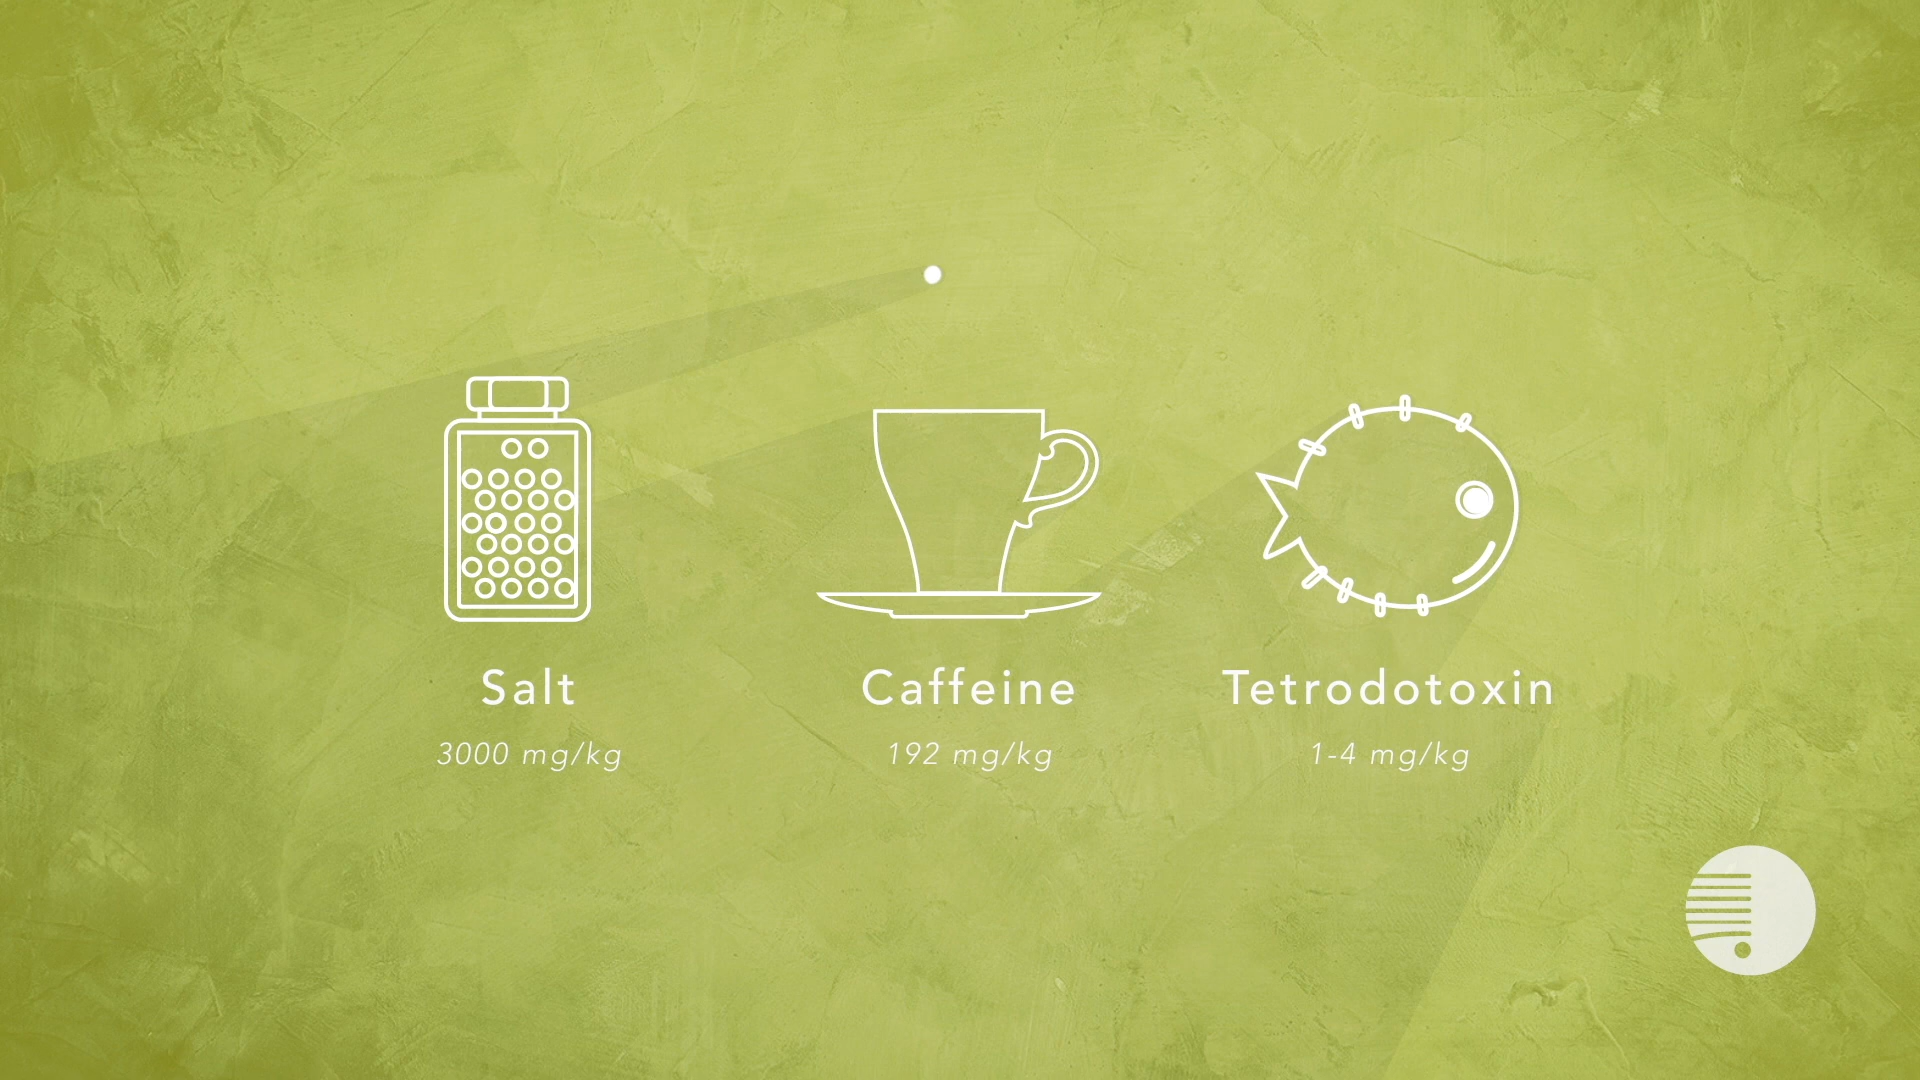 Salt
3000 mg/kg
Caffeine
192 mg/kg
Tetrodotoxin
1-4 mg/kg